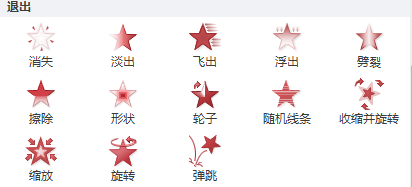 退出
消失 淡出 飞出 浮出 劈裂
擦除 形状 轮子 随机线条 收缩并旋转
缩放 旋转 弹跳